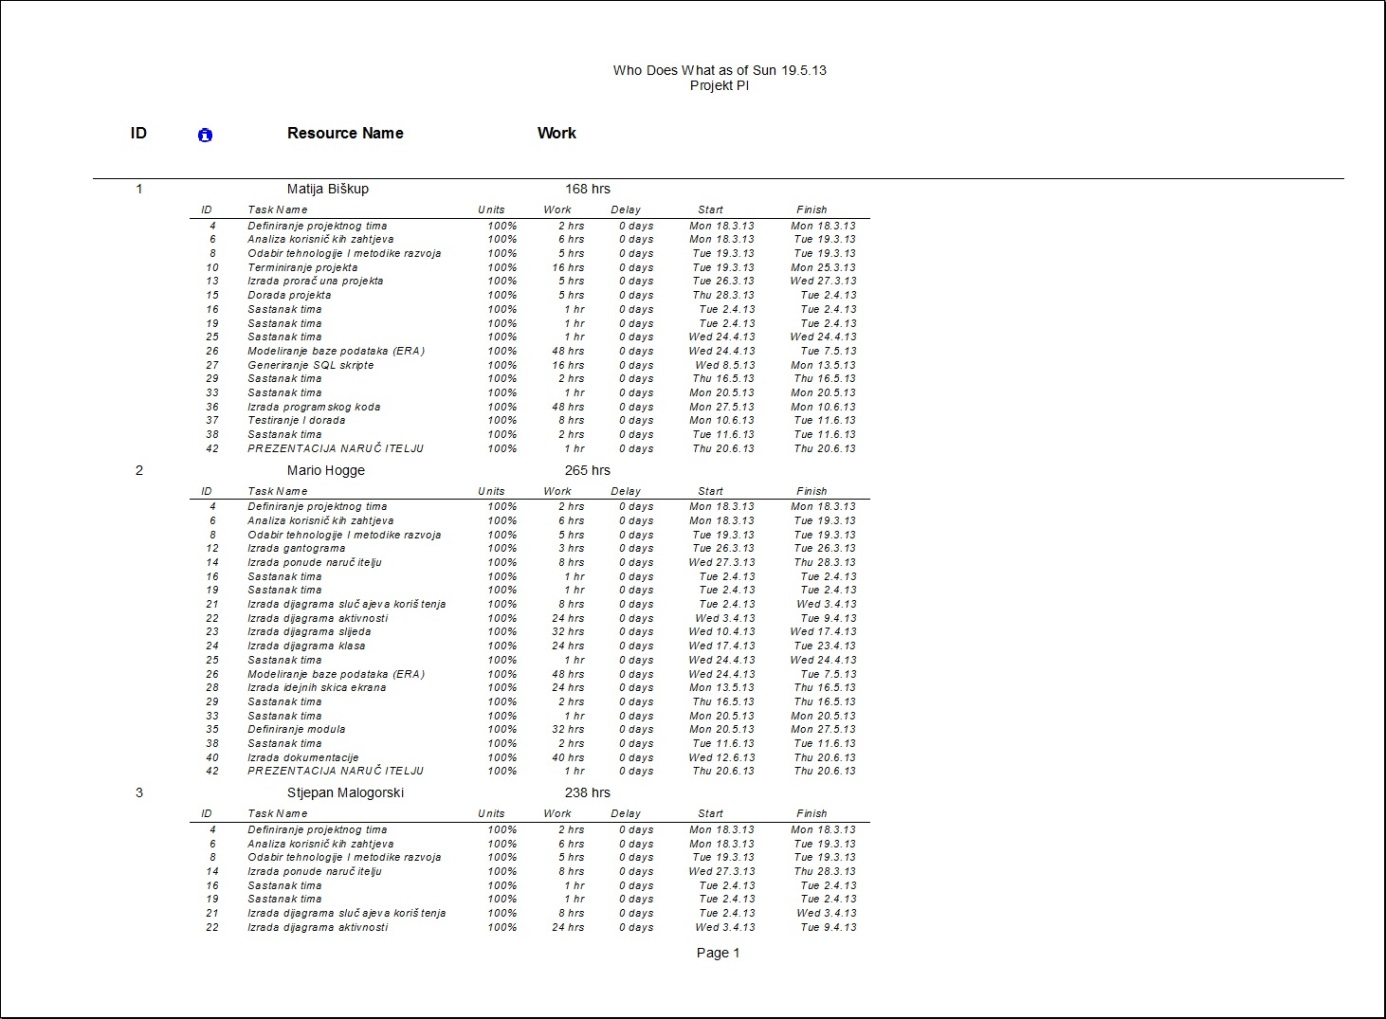 Who Does What as of Sun 19.5.13
Projekt PI
ID Resource Name Work
1 Matija Biškup 168 hrs
ID Task Name Units Work Delay Start Finish
4 Definiranje projektnog tima 100% 2 hrs 0 days Mon 18.3.13 Mon 18.3.13
6 Analiza korisničkih zahtjeva 100% 6 hrs 0 days Mon 18.3.13 Tue 19.3.13
8 Odabir tehnologije I metodike razvoja 100% 5 hrs 0 days Tue 19.3.13 Tue 19.3.13
10 Terminiranje projekta 100% 16 hrs 0 days Tue 19.3.13 Mon 25.3.13
13 Izrada proračuna projekta 100% 5 hrs 0 days Tue 26.3.13 Wed 27.3.13
15 Dorada projekta 100% 5 hrs 0 days Thu 28.3.13 Tue 2.4.13
16 Sastanak tima 100% 1 hr 0 days Tue 2.4.13 Tue 2.4.13
19 Sastanak tima 100% 1 hr 0 days Tue 2.4.13 Tue 2.4.13
25 Sastanak tima 100% 1 hr 0 days Wed 24.4.13 Wed 24.4.13
26 Modeliranje baze podataka (ERA) 100% 48 hrs 0 days Wed 24.4.13 Tue 7.5.13
27 Generiranje SQL skripte 100% 16 hrs 0 days Wed 8.5.13 Mon 13.5.13
29 Sastanak tima 100% 2 hrs 0 days Thu 16.5.13 Thu 16.5.13
33 Sastanak tima 100% 1 hr 0 days Mon 20.5.13 Mon 20.5.13
36 Izrada programskog koda 100% 48 hrs 0 days Mon 27.5.13 Mon 10.6.13
37 Testiranje I dorada 100% 8 hrs 0 days Mon 10.6.13 Tue 11.6.13
38 Sastanak tima 100% 2 hrs 0 days Tue 11.6.13 Tue 11.6.13
42 PREZENTACIJA NARUČITELJU 100% 1 hr 0 days Thu 20.6.13 Thu 20.6.13
2 Mario Hogge 265 hrs
ID Task Name Units Work Delay Start Finish
4 Definiranje projektnog tima 100% 2 hrs 0 days Mon 18.3.13 Mon 18.3.13
6 Analiza korisničkih zahtjeva 100% 6 hrs 0 days Mon 18.3.13 Tue 19.3.13
8 Odabir tehnologije I metodike razvoja 100% 5 hrs 0 days Tue 19.3.13 Tue 19.3.13
12 Izrada gantograma 100% 3 hrs 0 days Tue 26.3.13 Tue 26.3.13
14 Izrada ponude naručitelju 100% 8 hrs 0 days Wed 27.3.13 Thu 28.3.13
16 Sastanak tima 100% 1 hr 0 days Tue 2.4.13 Tue 2.4.13
19 Sastanak tima 100% 1 hr 0 days Tue 2.4.13 Tue 2.4.13
21 Izrada dijagrama slučajeva korištenja 100% 8 hrs 0 days Tue 2.4.13 Wed 3.4.13
22 Izrada dijagrama aktivnosti 100% 24 hrs 0 days Wed 3.4.13 Tue 9.4.13
23 Izrada dijagrama slijeda 100% 32 hrs 0 days Wed 10.4.13 Wed 17.4.13
24 Izrada dijagrama klasa 100% 24 hrs 0 days Wed 17.4.13 Tue 23.4.13
25 Sastanak tima 100% 1 hr 0 days Wed 24.4.13 Wed 24.4.13
26 Modeliranje baze podataka (ERA) 100% 48 hrs 0 days Wed 24.4.13 Tue 7.5.13
28 Izrada idejnih skica ekrana 100% 24 hrs 0 days Mon 13.5.13 Thu 16.5.13
29 Sastanak tima 100% 2 hrs 0 days Thu 16.5.13 Thu 16.5.13
33 Sastanak tima 100% 1 hr 0 days Mon 20.5.13 Mon 20.5.13
35 Definiranje modula 100% 32 hrs 0 days Mon 20.5.13 Mon 27.5.13
38 Sastanak tima 100% 2 hrs 0 days Tue 11.6.13 Tue 11.6.13
40 Izrada dokumentacije 100% 40 hrs 0 days Wed 12.6.13 Thu 20.6.13
42 PREZENTACIJA NARUČITELJU 100% 1 hr 0 days Thu 20.6.13 Thu 20.6.13
3 Stjepan Malogorski 238 hrs
ID Task Name Units Work Delay Start Finish
4 Definiranje projektnog tima 100% 2 hrs 0 days Mon 18.3.13 Mon 18.3.13
6 Analiza korisničkih zahtjeva 100% 6 hrs 0 days Mon 18.3.13 Tue 19.3.13
8 Odabir tehnologije I metodike razvoja 100% 5 hrs 0 days Tue 19.3.13 Tue 19.3.13
14 Izrada ponude naručitelju 100% 8 hrs 0 days Wed 27.3.13 Thu 28.3.13
16 Sastanak tima 100% 1 hr 0 days Tue 2.4.13 Tue 2.4.13
19 Sastanak tima 100% 1 hr 0 days Tue 2.4.13 Tue 2.4.13
21 Izrada dijagrama slučajeva korištenja 100% 8 hrs 0 days Tue 2.4.13 Wed 3.4.13
22 Izrada dijagrama aktivnosti 100% 24 hrs 0 days Wed 3.4.13 Tue 9.4.13
Page 1